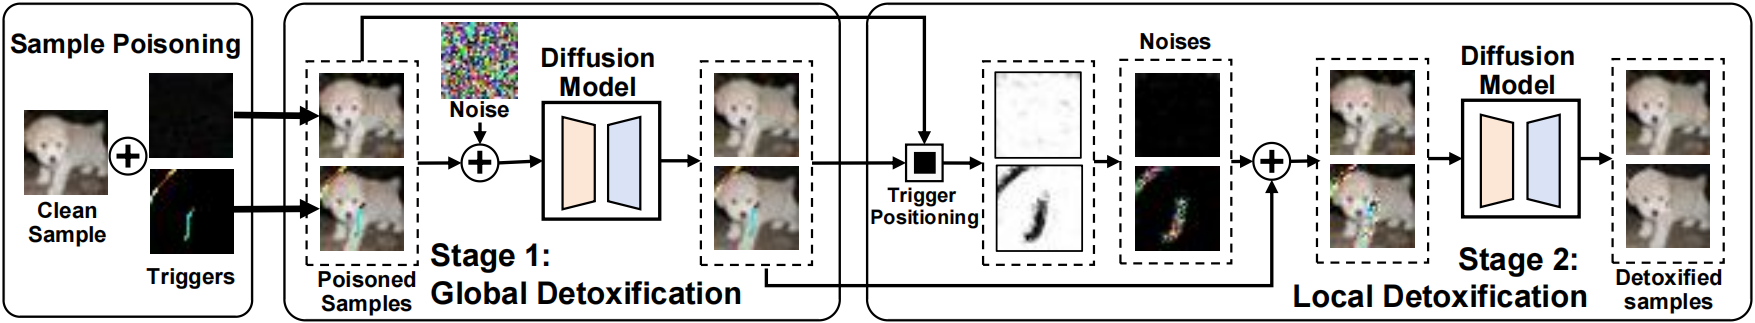 Sample Poisoning
Clean
Sample
Triggers
Poisoned
Samples
Noise
Diffusion
Model
Stage 1:
Global Detoxification
Trigger
Positioning
Noises
Diffusion
Model
Stage 2:
Local Detoxification
Detoxified
samples